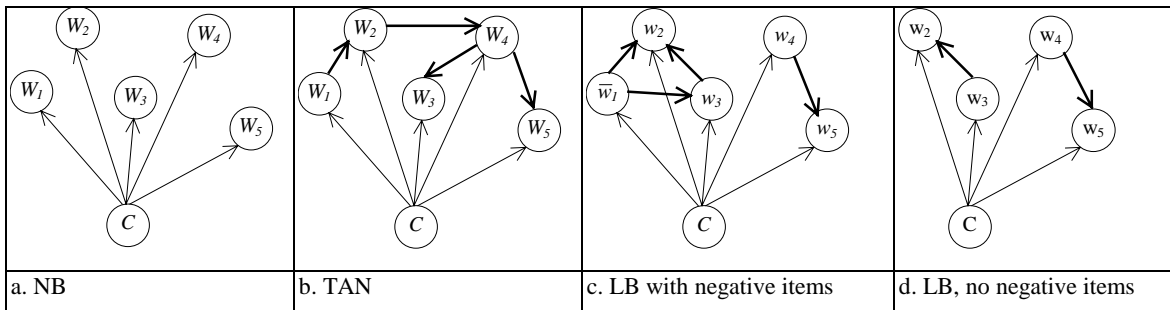 W2
W4
W1
W3
W5
C
W2
W4
W1
W3
W5
C
w2
w4
w̅1
w3
w5
C
w2
w4
w3
w5
C
a. NB
b. TAN
c. LB with negative items
d. LB, no negative items